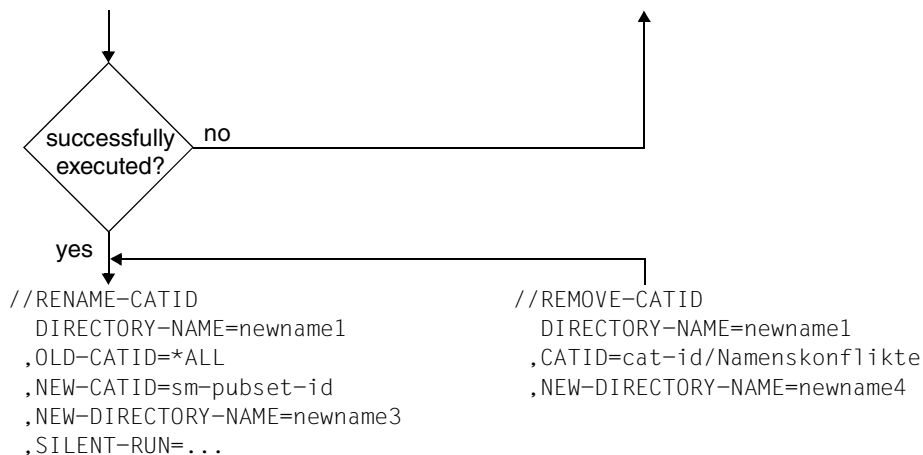 successfully
executed?
no
yes
//RENAME-CATID
DIRECTORY-NAME=newname1
,OLD-CATID=*ALL
,NEW-CATID=sm-pubset-id
,NEW-DIRECTORY-NAME=newname3
,SILENT-RUN=...
//REMOVE-CATID
DIRECTORY-NAME=newname1
,CATID=cat-id/Namenskonflikte
,NEW-DIRECTORY-NAME=newname4